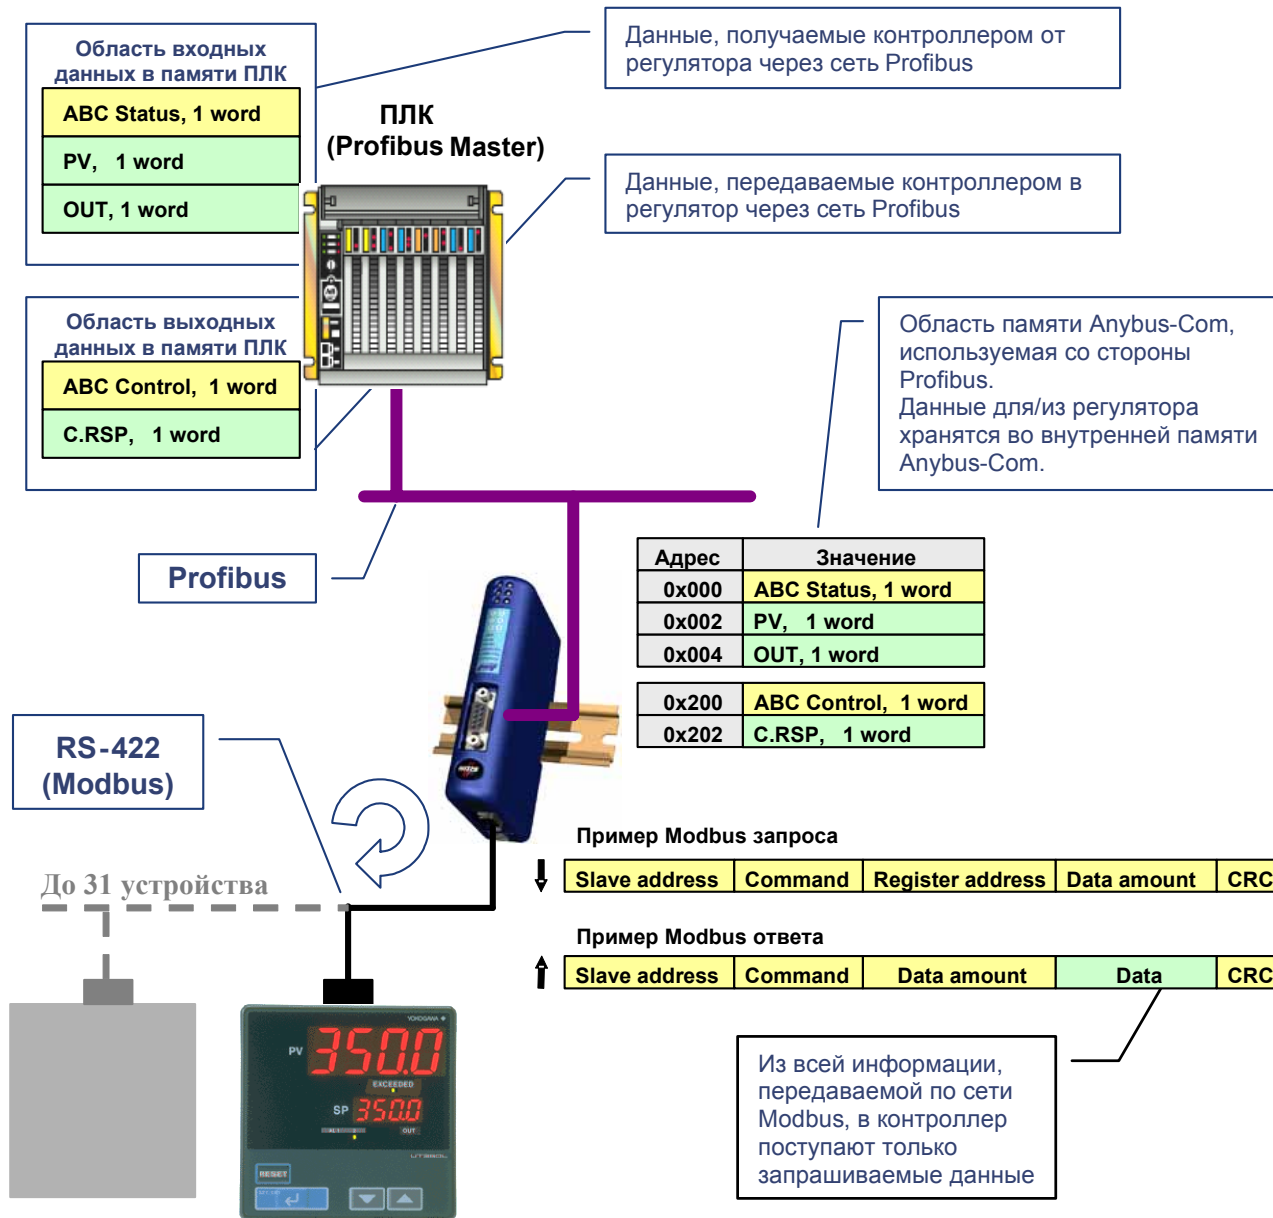 Область входных
данных в памяти ПЛК
ABC Status, 1 word
PV, 1 word
OUT, 1 word
Данные, получаемые контроллером от
регулятора через сеть Profibus
ПЛК
(Profibus Master)
Данные, передаваемые контроллером в
регулятор через сеть Profibus
Область выходных
данных в памяти ПЛК
ABC Control, 1 word
C.RSP, 1 word
Область памяти Anybus-Com,
используемая со стороны
Profibus.
Данные для/из регулятора
хранятся во внутренней памяти
Anybus-Com.
Profibus
Адрес Значение
0x000 ABC Status, 1 word
0x002 PV, 1 word
0x004 OUT, 1 word
0x200 ABC Control, 1 word
0x202 C.RSP, 1 word
RS-422
(Modbus)
До 31 устройства
Пример Modbus запроса
Slave address Command Register address Data amount CRC
Пример Modbus ответа
Slave address Command Data amount Data CRC
Из всей информации,
передаваемой по сети
Modbus, в контроллер
поступают только
запрашиваемые данные
YOKOGAWA
PV 350.0
EXCEEDED
SP 350.0
OUT
RESET